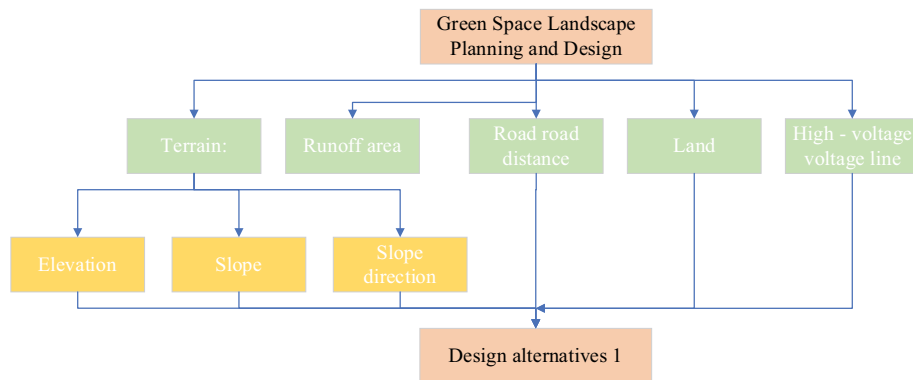 Green Space Landscape
Planning and Design
Terrain:
Runoff area
Road road
distance
Land
High - voltage
voltage line
Elevation
Slope
Slope
direction
Design alternatives 1